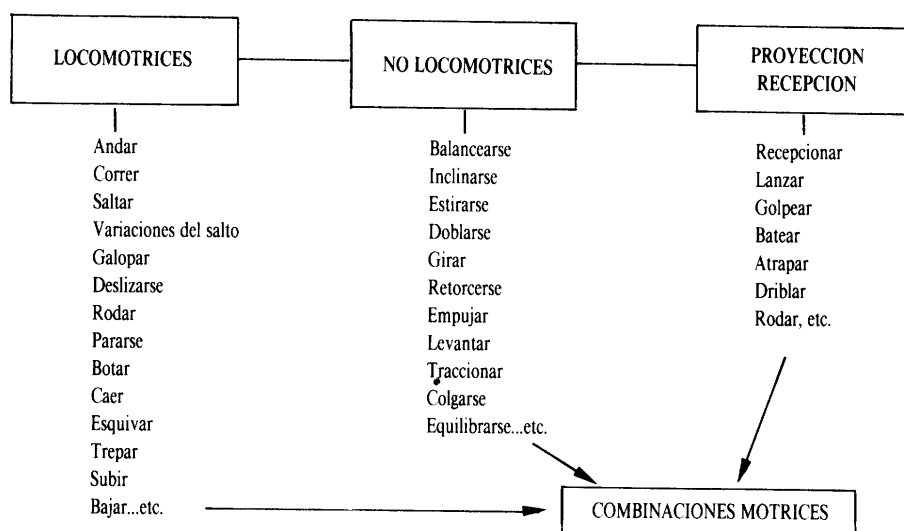 LOCOMOTRICES
Andar
Correr
Saltar
Variaciones del salto
Galopar
Deslizarse
Rodar
Pararse
Botar
Caer
Esquivar
Trepar
Subir
Bajar...etc.
NO LOCOMOTRICES
Balancearse
Inclinarse
Estirarse
Doblarse
Girar
Retorcerse
Empujar
Levantar
Traccionar
Colgarse
Equilibrarse...etc.
PROYECCION
RECEPCION
Recepcionar
Lanzar
Golpear
Batear
Atrapar
Driblar
Rodar, etc.
COMBINACIONES MOTRICES